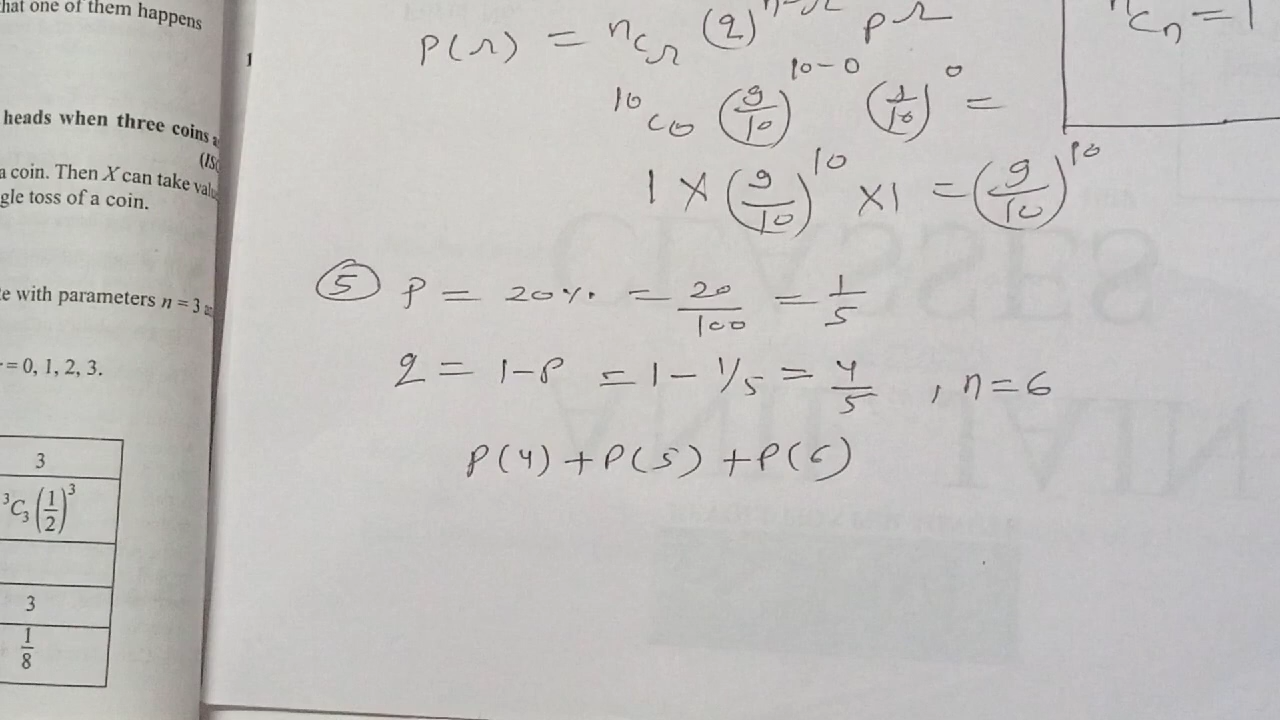 that one of them happens
1
heads when three coins
a coin. Then X can take
gle toss of a coin.
e with parameters n = 3
= 0, 1, 2, 3.
3
³C₃ (1/2)³
3
1/8
P(r) = nCr (q)^n-r p^r
nCn = 1
10C0 (9/10)^10-0 (1/10)^0 =
1 × (9/10)^10 × 1 = (9/10)^10
⑤ P = 20% = 20/100 = 1/5
q = 1-P = 1 - 1/5 = 4/5 , n=6
P(4) + P(5) + P(6)